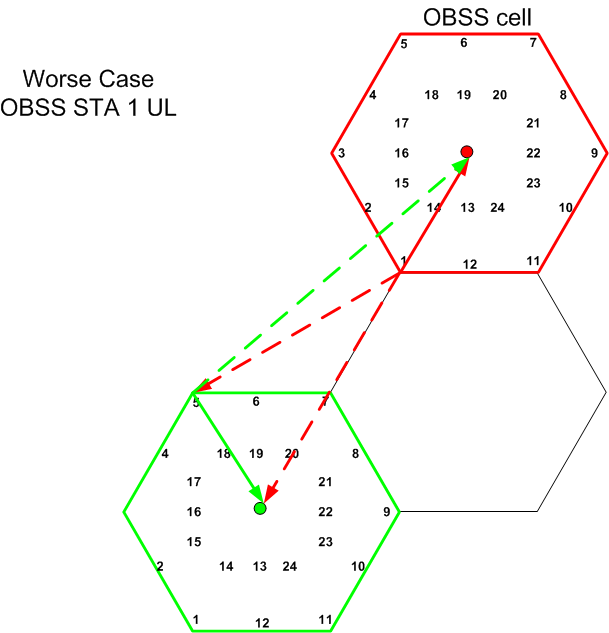 OBSS cell
Worse Case
OBSS STA 1 UL
5 6 7
4 18 19 20 8
17 21
3 16 22 9
15 23
2 14 13 24 10
1 12 11
5 6 7
4 18 19 20 8
17 21
16 22 9
15 23
2 14 13 24 10
1 12 11